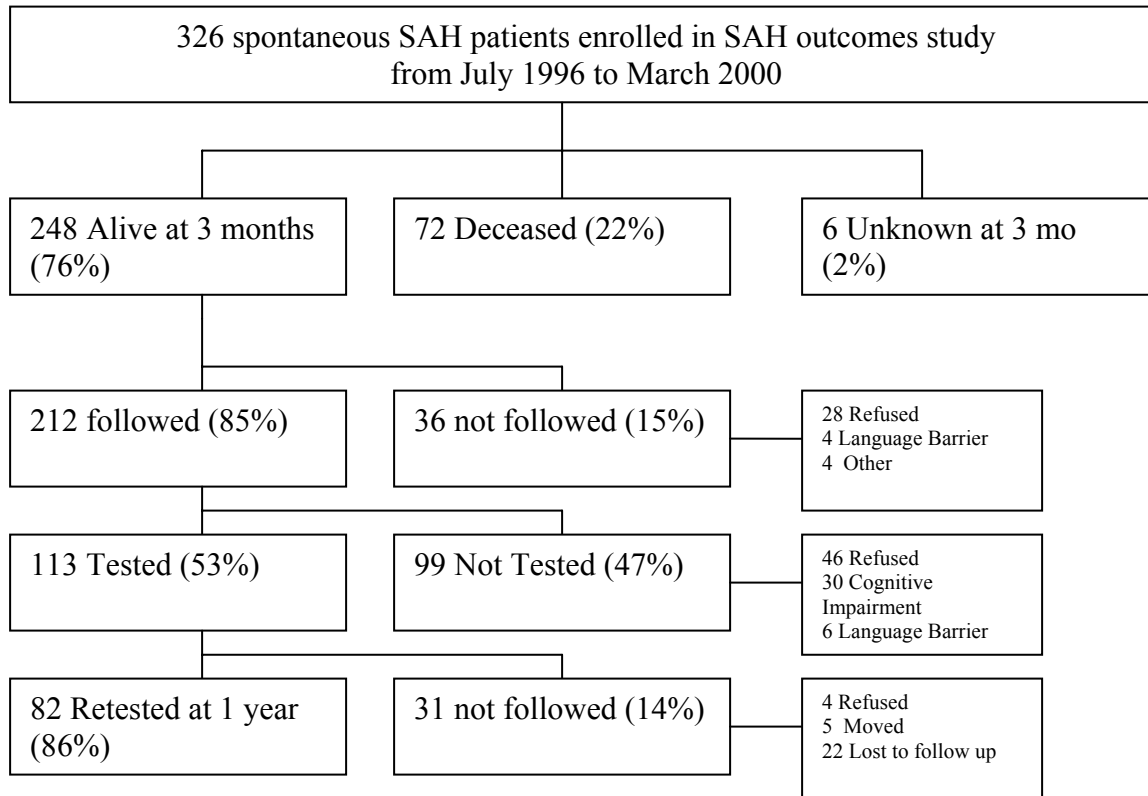 326 spontaneous SAH patients enrolled in SAH outcomes study
from July 1996 to March 2000
248 Alive at 3 months
(76%)
72 Deceased (22%)
6 Unknown at 3 mo
(2%)
212 followed (85%)
36 not followed (15%)
28 Refused
4 Language Barrier
4 Other
113 Tested (53%)
99 Not Tested (47%)
46 Refused
30 Cognitive
Impairment
6 Language Barrier
82 Retested at 1 year
(86%)
31 not followed (14%)
4 Refused
5 Moved
22 Lost to follow up